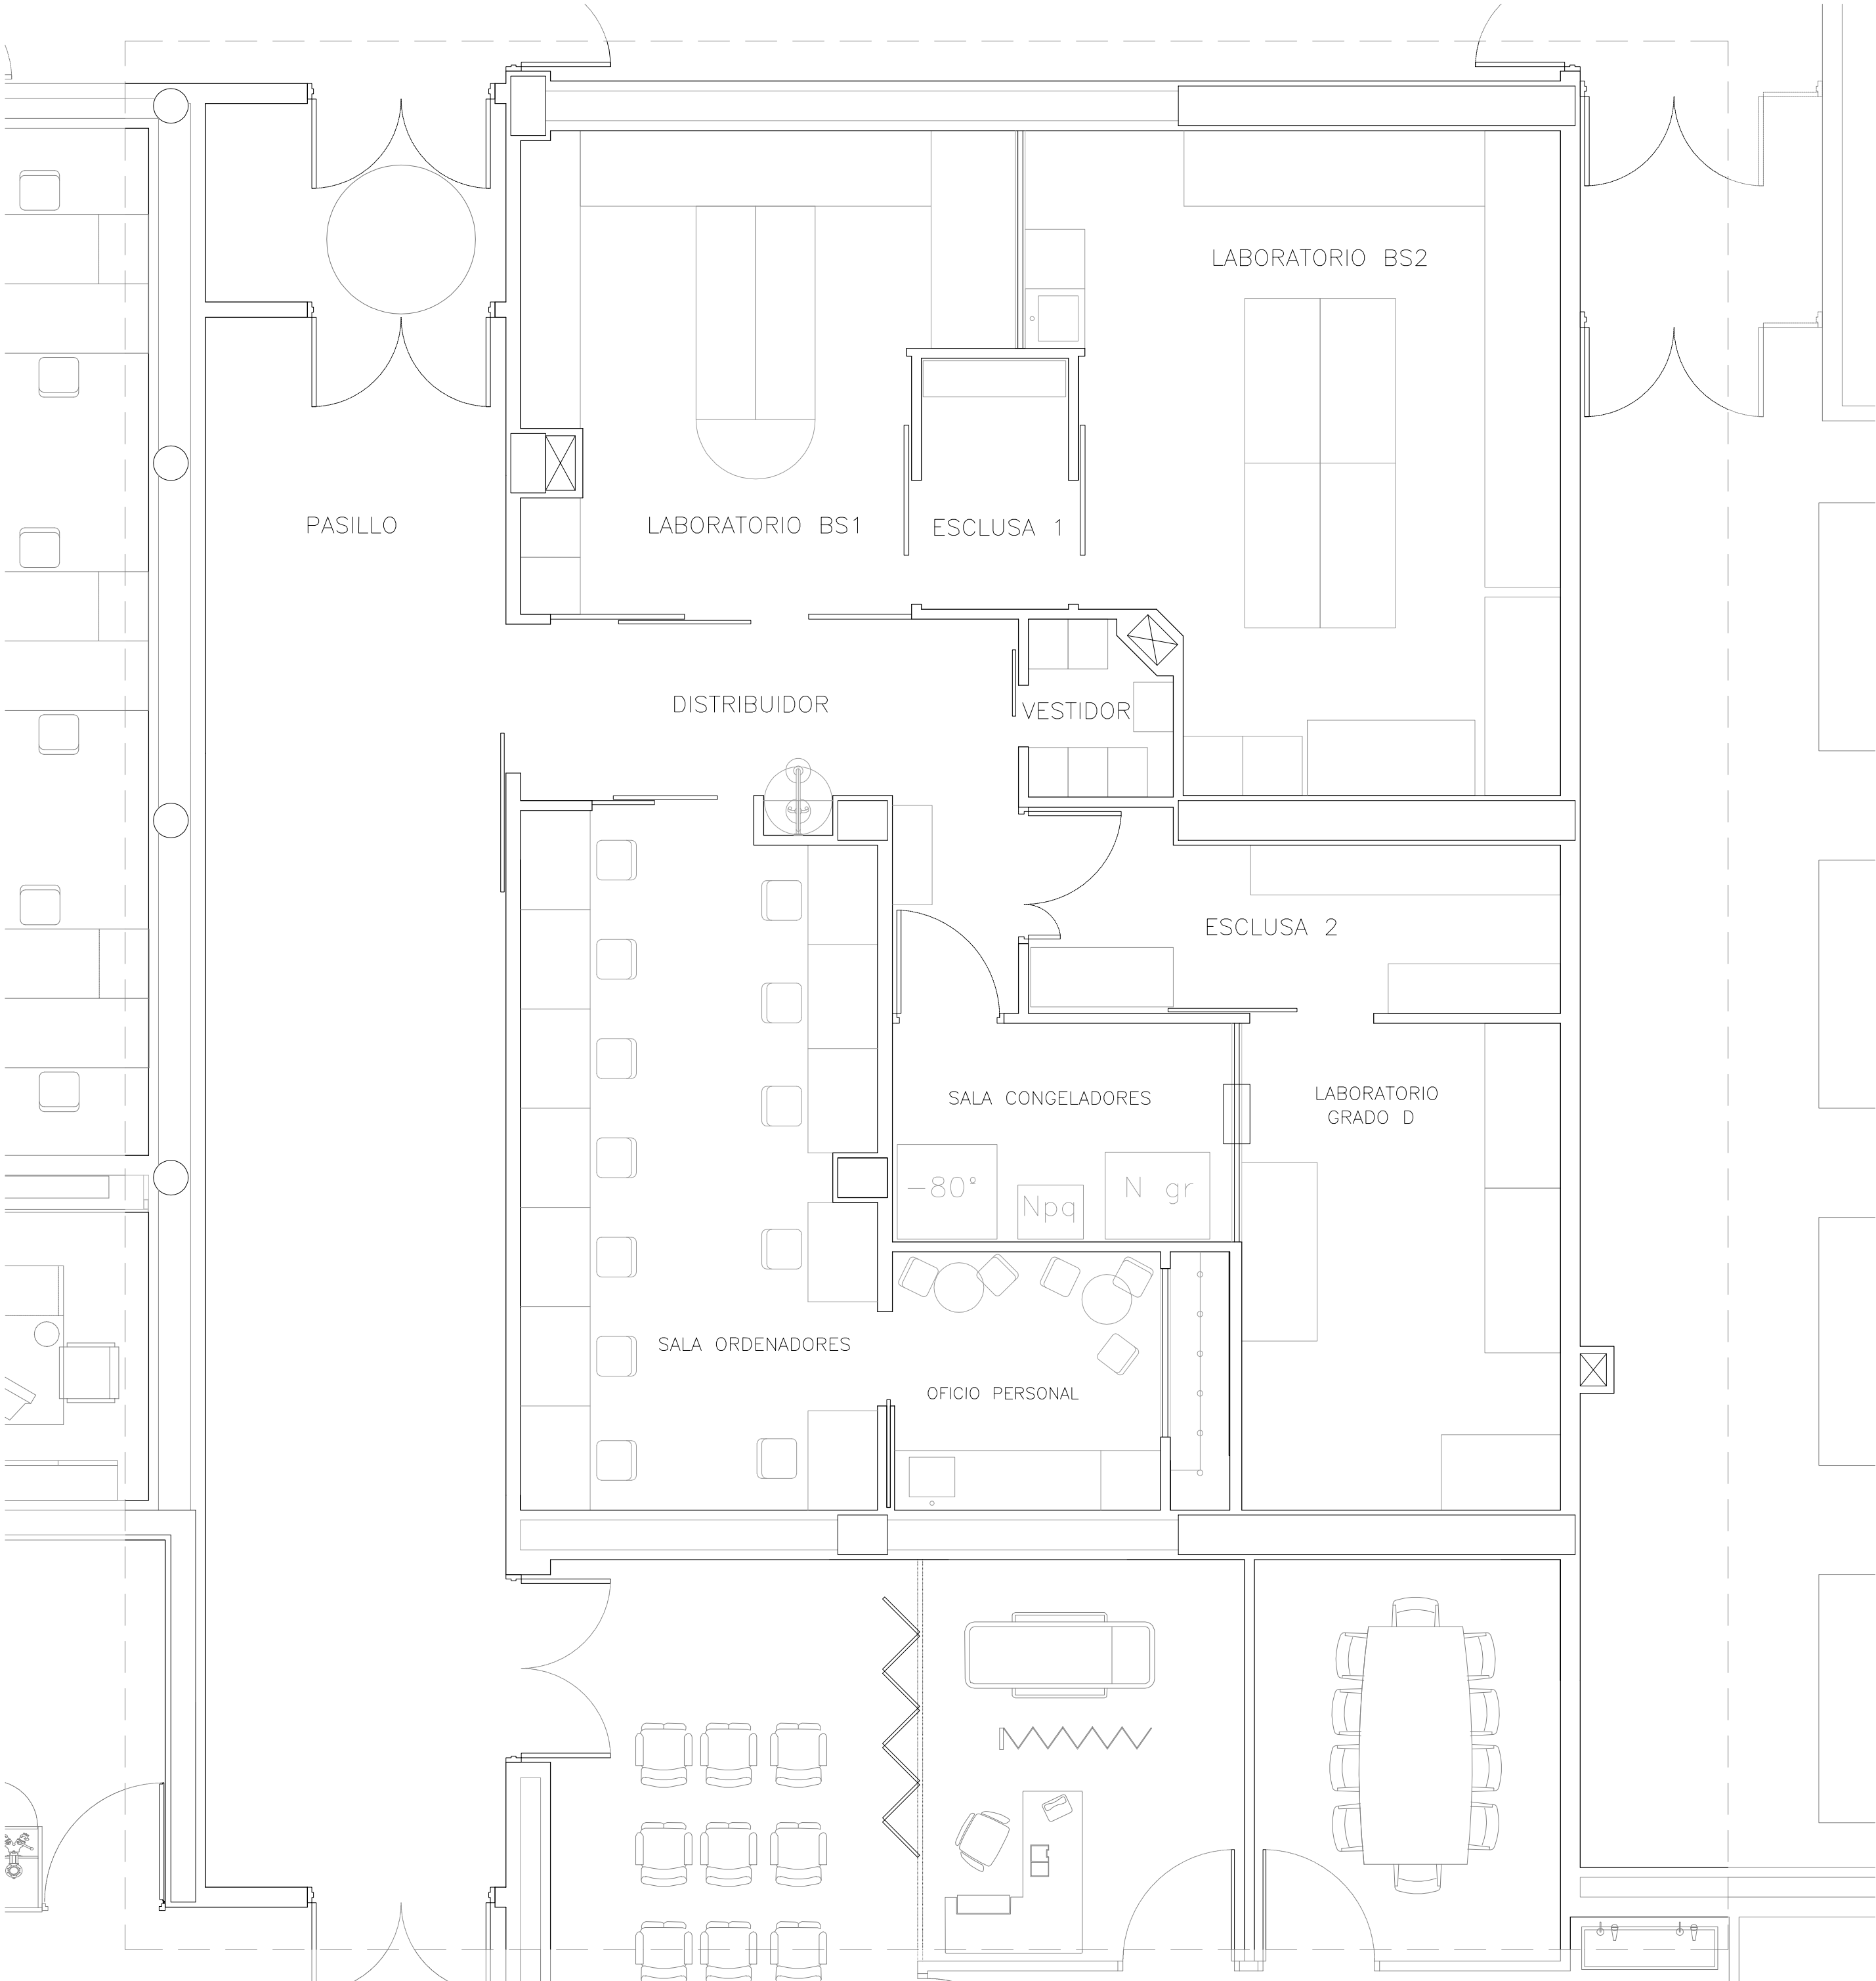 LABORATORIO BS2
PASILLO
LABORATORIO BS1
ESCLUSA 1
DISTRIBUIDOR
VESTIDOR
ESCLUSA 2
SALA CONGELADORES
LABORATORIO
GRADO D
-80º
Npq
N gr
SALA ORDENADORES
OFICIO PERSONAL